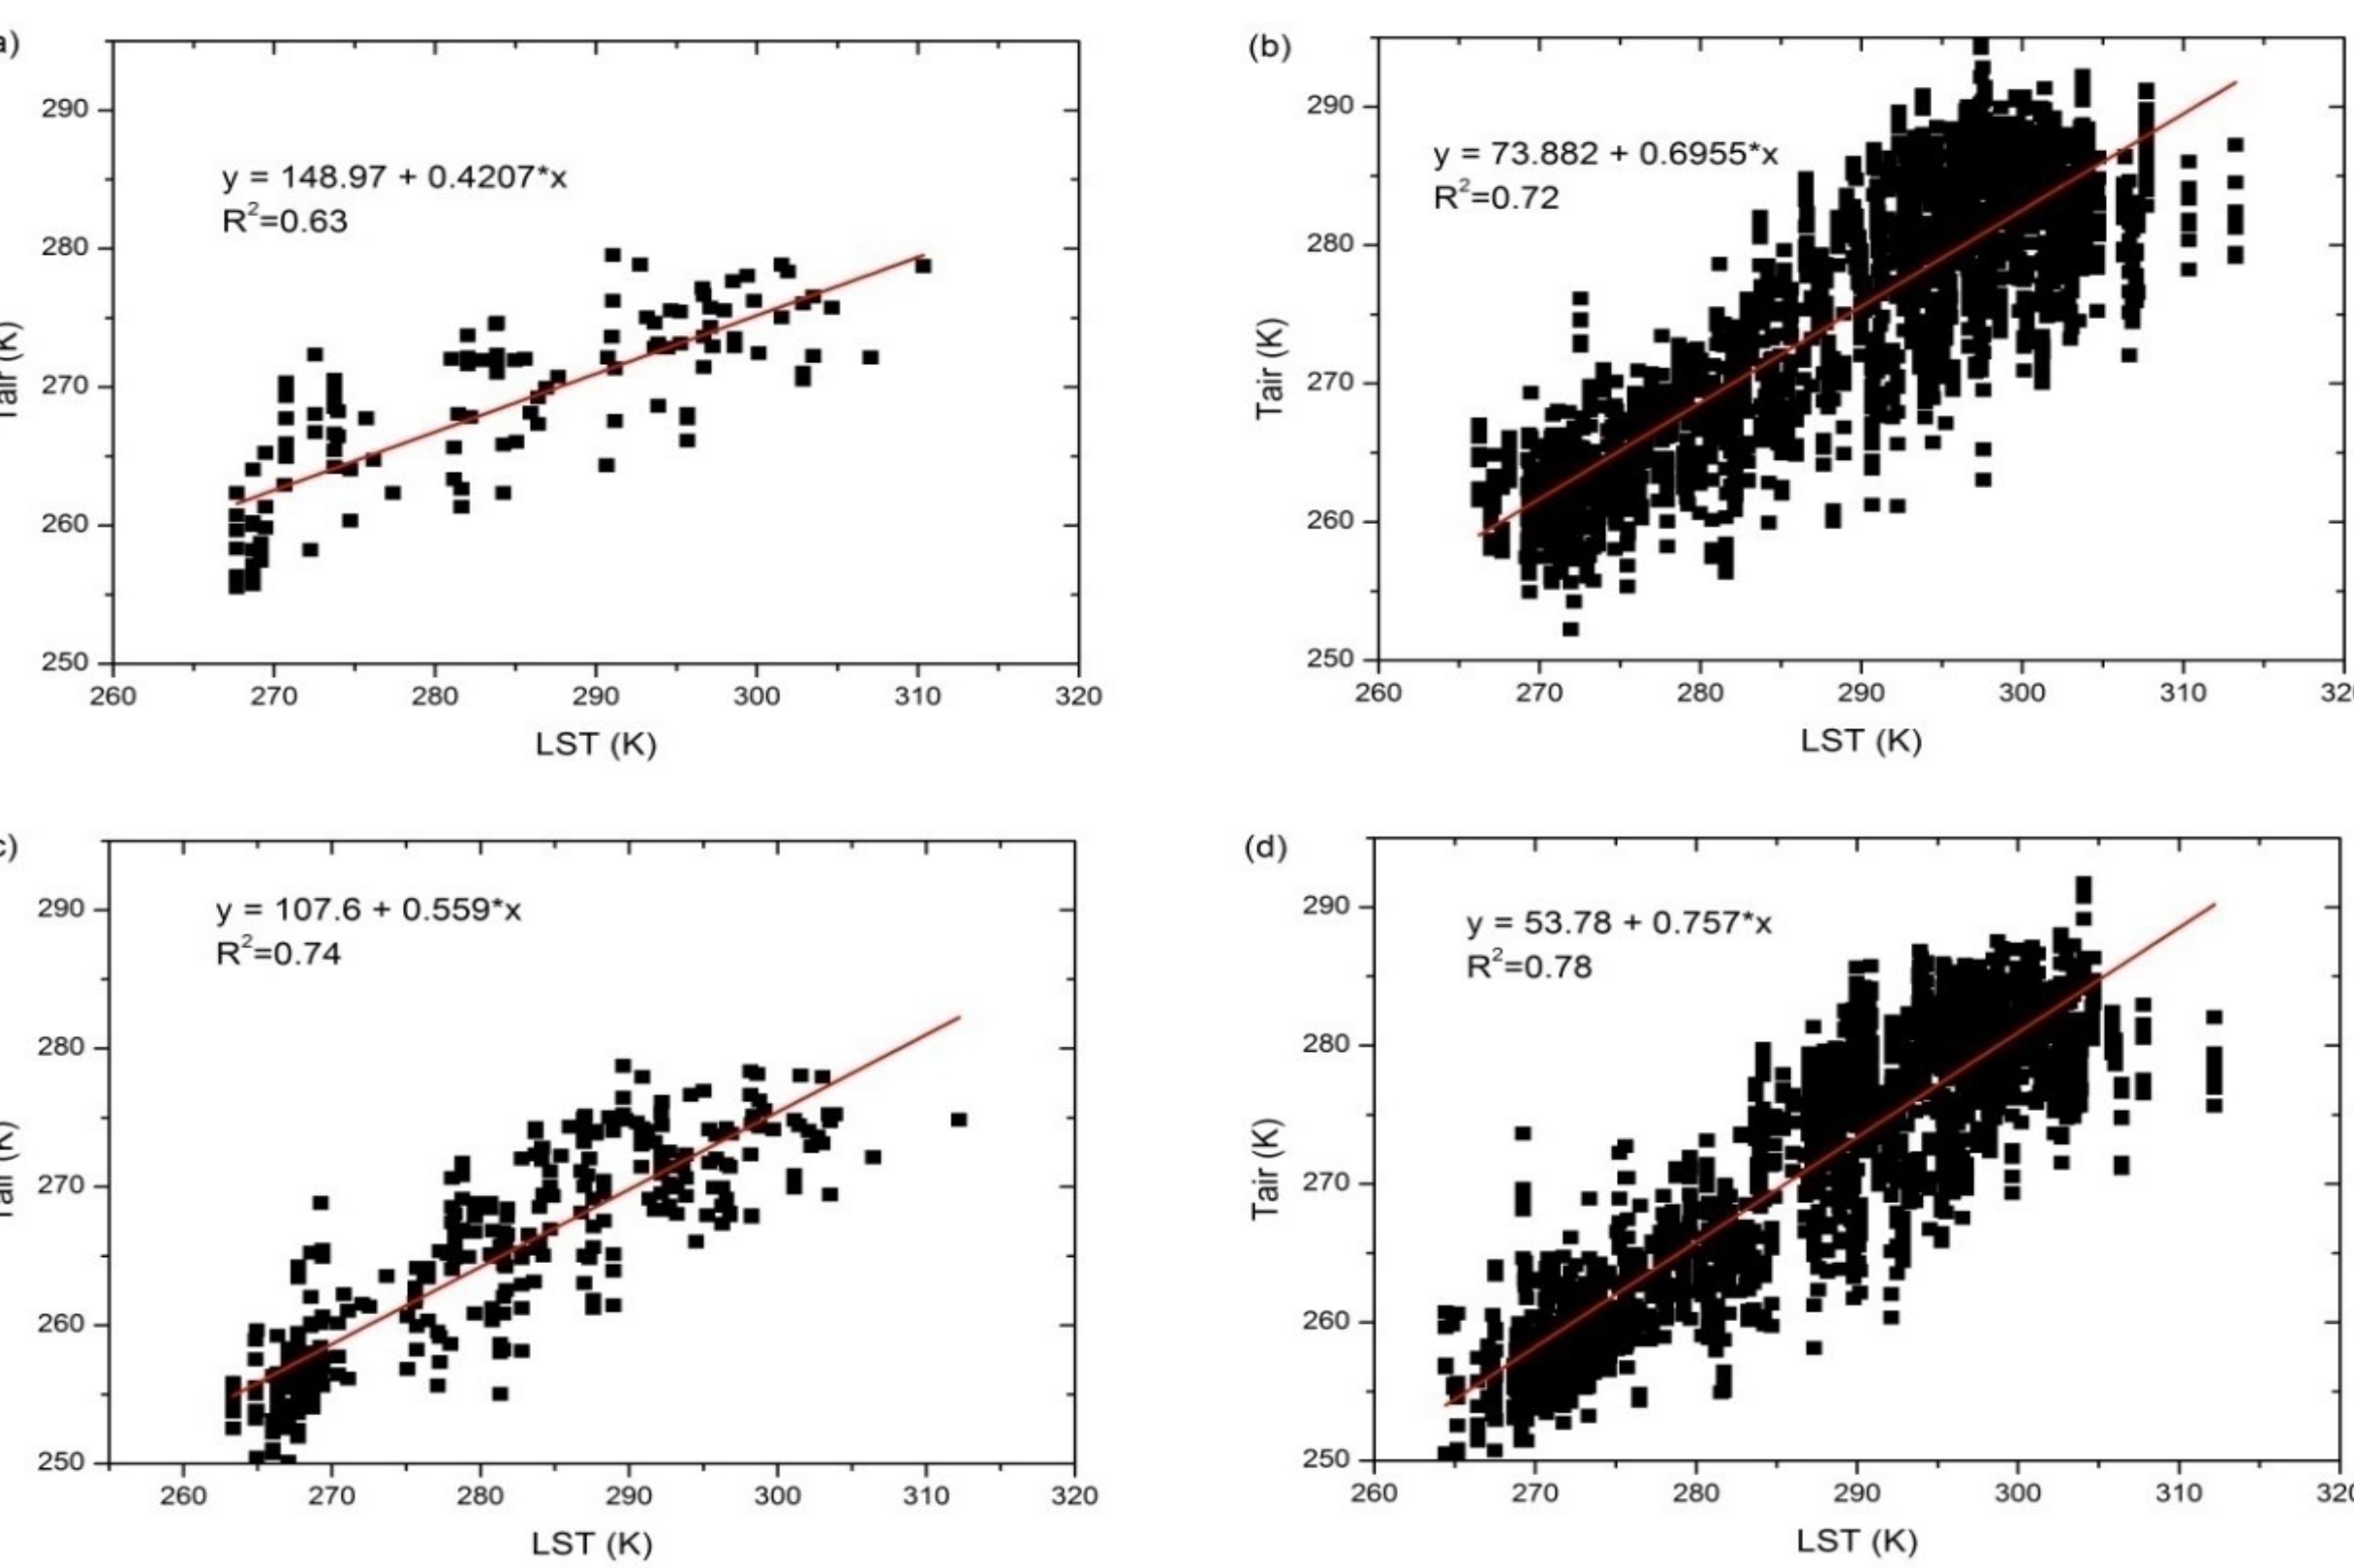 a)
290
280
270
260
250
260 270 280 290 300 310 320
Tair (K)
LST (K)
y = 148.97 + 0.4207*x
R²=0.63
(b)
290
280
270
260
250
260 270 280 290 300 310 32
Tair (K)
LST (K)
y = 73.882 + 0.6955*x
R²=0.72
c)
290
280
270
260
250
260 270 280 290 300 310 320
Tair (K)
LST (K)
y = 107.6 + 0.559*x
R²=0.74
(d)
290
280
270
260
250
260 270 280 290 300 310 32
Tair (K)
LST (K)
y = 53.78 + 0.757*x
R²=0.78